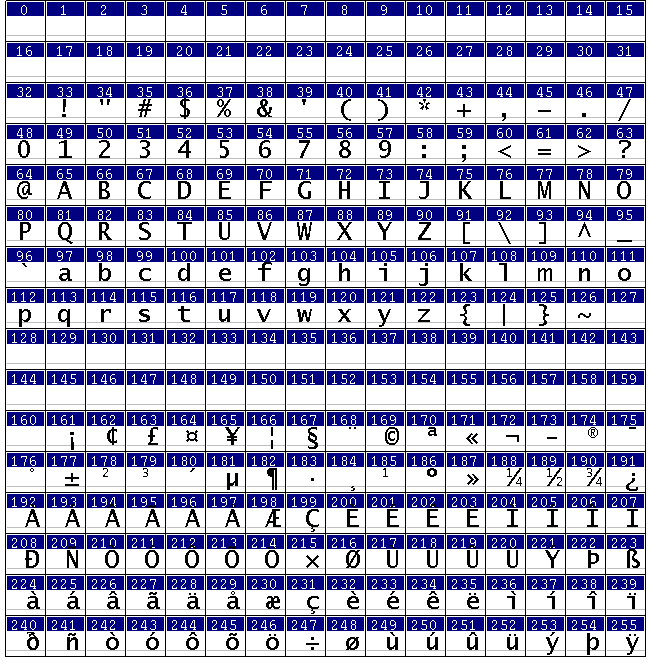 0 1 2 3 4 5 6 7 8 9 10 11 12 13 14 15
16 17 18 19 20 21 22 23 24 25 26 27 28 29 30 31
32 33 34 35 36 37 38 39 40 41 42 43 44 45 46 47
! " # $ % & ' ( ) * + , - . /
48 49 50 51 52 53 54 55 56 57 58 59 60 61 62 63
0 1 2 3 4 5 6 7 8 9 : ; < = > ?
64 65 66 67 68 69 70 71 72 73 74 75 76 77 78 79
@ A B C D E F G H I J K L M N O
80 81 82 83 84 85 86 87 88 89 90 91 92 93 94 95
P Q R S T U V W X Y Z [ \ ] ^ _
96 97 98 99 100 101 102 103 104 105 106 107 108 109 110 111
` a b c d e f g h i j k l m n o
112 113 114 115 116 117 118 119 120 121 122 123 124 125 126 127
p q r s t u v w x y z { | } ~
128 129 130 131 132 133 134 135 136 137 138 139 140 141 142 143
144 145 146 147 148 149 150 151 152 153 154 155 156 157 158 159
160 161 162 163 164 165 166 167 168 169 170 171 172 173 174 175
¡ ¢ £ ¤ ¥ ¦ § ¨ © ª « ¬ - ® ¯
176 177 178 179 180 181 182 183 184 185 186 187 188 189 190 191
° ± ² ³ ´ µ ¶ · ¸ ¹ º » ¼ ½ ¾ ¿
192 193 194 195 196 197 198 199 200 201 202 203 204 205 206 207
A A A A A A Æ Ç E E E E I I I I
208 209 210 211 212 213 214 215 216 217 218 219 220 221 222 223
Ð N O O O O O × Ø U U U U Y Þ ß
224 225 226 227 228 229 230 231 232 233 234 235 236 237 238 239
à á â ã ä å æ ç è é ê ë ì í î ï
240 241 242 243 244 245 246 247 248 249 250 251 252 253 254 255
ð ñ ò ó ô õ ö ÷ ø ù ú û ü ý þ ÿ